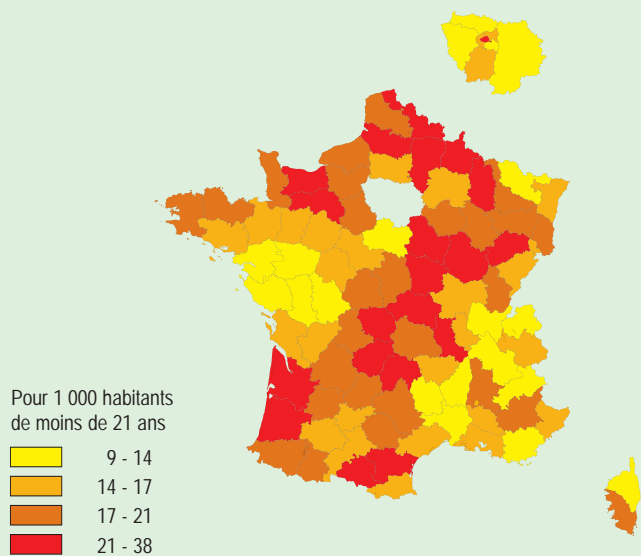 Pour 1 000 habitants
de moins de 21 ans
9 - 14
14 - 17
17 - 21
21 - 38